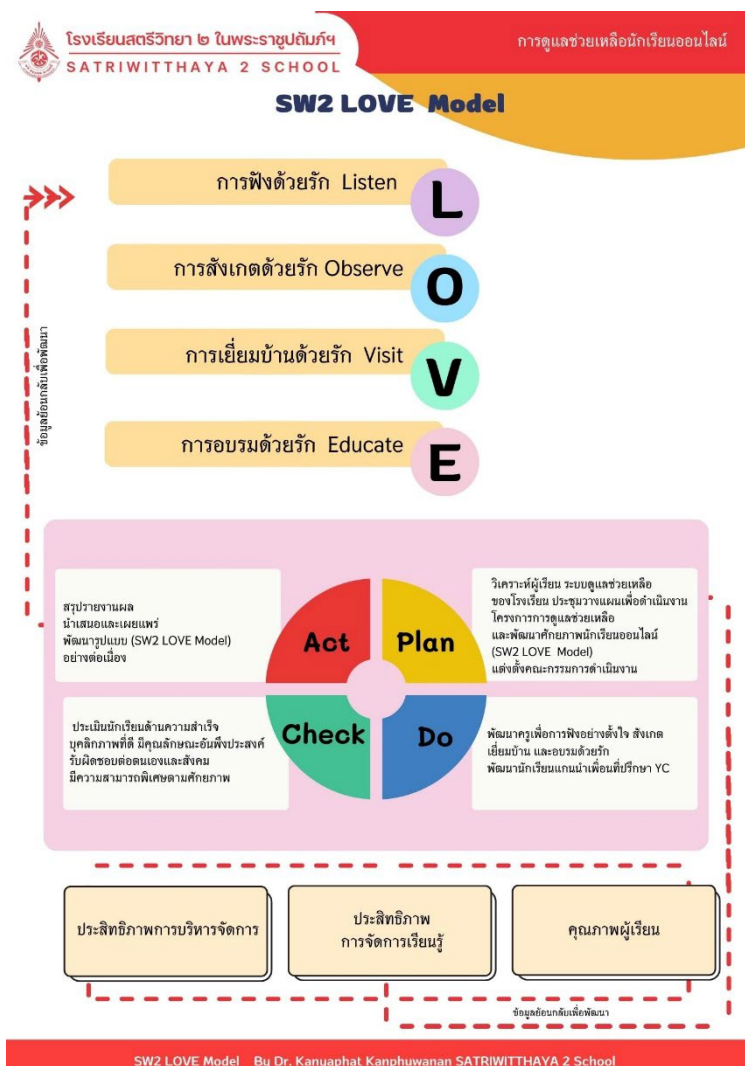 โรงเรียนสตรีวิทยา ๒ ในพระราชูปถัมภ์ฯ
SATRIWITTHAYA 2 SCHOOL
การดูแลช่วยเหลือนักเรียนออนไลน์
SW2 LOVE Model
การฟังด้วยรัก Listen
L
การสังเกตด้วยรัก Observe
O
การเยี่ยมบ้านด้วยรัก Visit
V
การอบรมด้วยรัก Educate
E
ข้อมูลย้อนกลับเพื่อพัฒนา
สรุปรายงานผล
นำเสนอและเผยแพร่
พัฒนารูปแบบ (SW2 LOVE Model)
อย่างต่อเนื่อง
Act
Plan
วิเคราะห์ผู้เรียน ระบบดูแลช่วยเหลือ
ของโรงเรียน ประชุมวางแผนเพื่อดำเนินงาน
โครงการการดูแลช่วยเหลือ
และพัฒนาศักยภาพนักเรียนออนไลน์
(SW2 LOVE Model)
แต่งตั้งคณะกรรมการดำเนินงาน
ประเมินนักเรียนด้านความสำเร็จ
บุคลิกภาพที่ดี มีคุณลักษณะอันพึงประสงค์
รับผิดชอบต่อตนเองและสังคม
มีความสามารถพิเศษตามศักยภาพ
Check
Do
พัฒนาครูเพื่อการฟังอย่างตั้งใจ สังเกต
เยี่ยมบ้าน และอบรมด้วยรัก
พัฒนานักเรียนแกนนำเพื่อนที่ปรึกษา YC
ประสิทธิภาพการบริหารจัดการ
ประสิทธิภาพ
การจัดการเรียนรู้
คุณภาพผู้เรียน
ข้อมูลย้อนกลับเพื่อพัฒนา
SW2 LOVE Model Bu Dr. Kanuaphat Kanphuwanan SATRIWITTHAYA 2 School